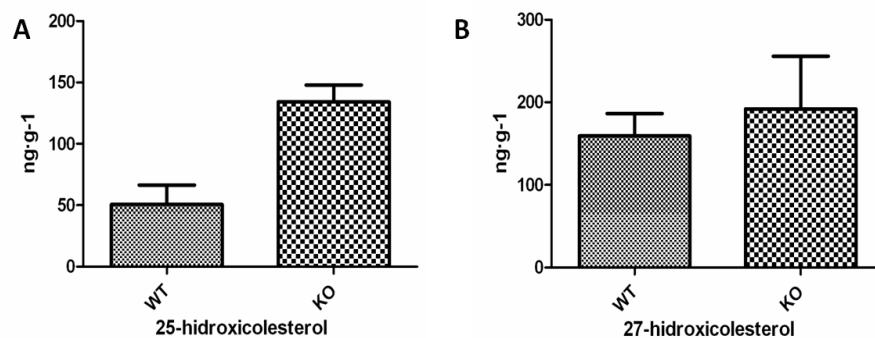 A
200
150
100
50
0
ng·g-1
WT
KO
25-hidroxicolesterol
B
300
200
100
0
ng·g-1
WT
KO
27-hidroxicolesterol